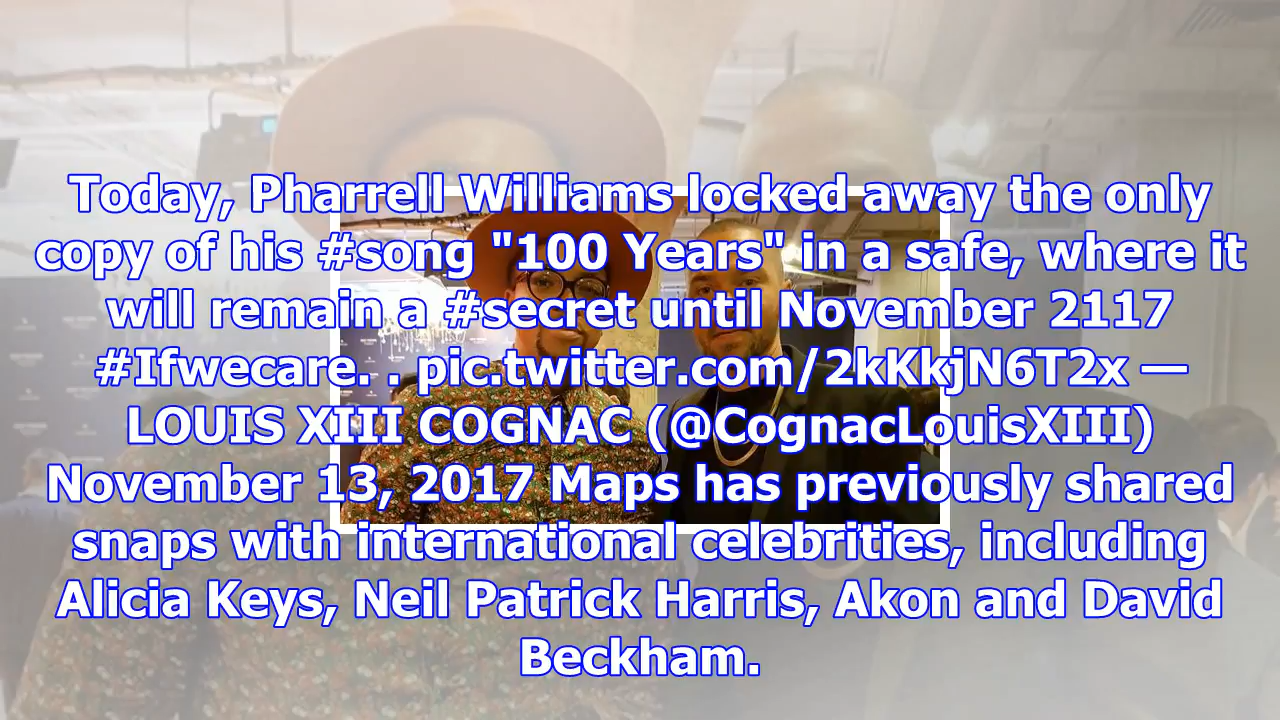 Today, Pharrell Williams locked away the only
copy of his #song "100 Years" in a safe, where it
will remain a #secret until November 2117
#Ifwecare. . pic.twitter.com/2kKkjN6T2x —
LOUIS XIII COGNAC (@CognacLouisXIII)
November 13, 2017 Maps has previously shared
snaps with international celebrities, including
Alicia Keys, Neil Patrick Harris, Akon and David
Beckham.